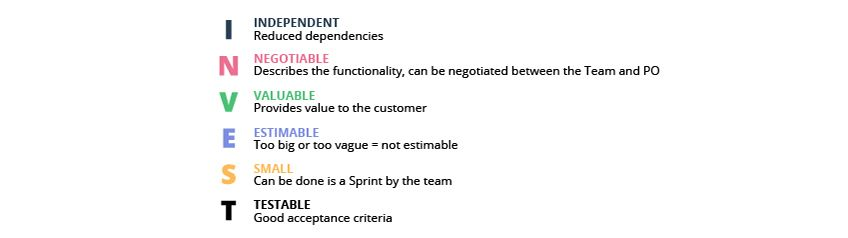 I INDEPENDENT
Reduced dependencies
N NEGOTIABLE
Describes the functionality, can be negotiated between the Team and PO
V VALUABLE
Provides value to the customer
E ESTIMABLE
Too big or too vague = not estimable
S SMALL
Can be done is a Sprint by the team
T TESTABLE
Good acceptance criteria